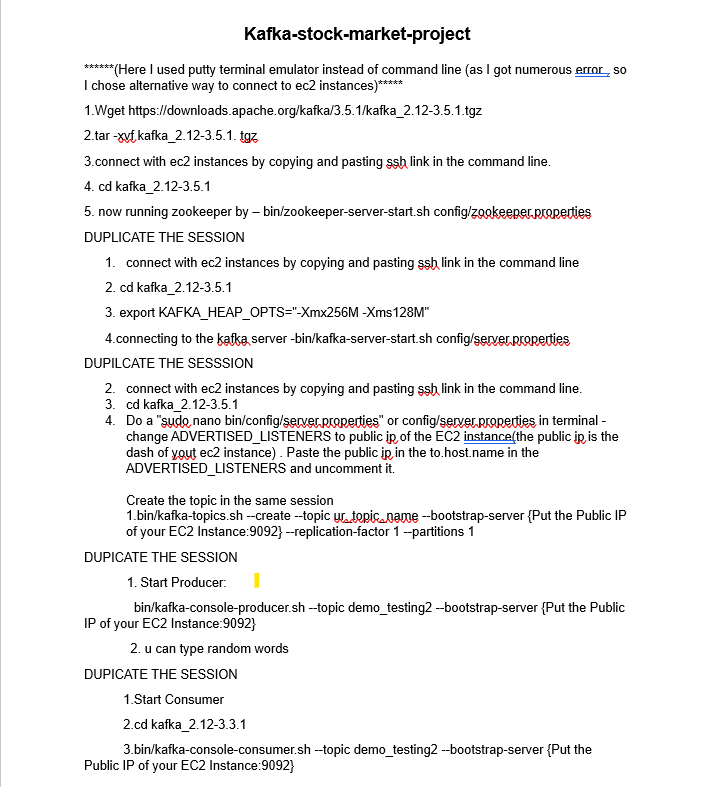 Kafka-stock-market-project
******(Here I used putty terminal emulator instead of command line (as I got numerous error , so
I chose alternative way to connect to ec2 instances)*****
1.Wget https://downloads.apache.org/kafka/3.5.1/kafka_2.12-3.5.1.tgz
2.tar -xvf kafka_2.12-3.5.1. tgz
3.connect with ec2 instances by copying and pasting ssh link in the command line.
4. cd kafka_2.12-3.5.1
5. now running zookeeper by – bin/zookeeper-server-start.sh config/zookeeper.properties
DUPLICATE THE SESSION
1. connect with ec2 instances by copying and pasting ssh link in the command line
2. cd kafka_2.12-3.5.1
3. export KAFKA_HEAP_OPTS="-Xmx256M -Xms128M"
4.connecting to the kafka server -bin/kafka-server-start.sh config/server.properties
DUPILCATE THE SESSSION
2. connect with ec2 instances by copying and pasting ssh link in the command line.
3. cd kafka_2.12-3.5.1
4. Do a "sudo nano bin/config/server.properties" or config/server.properties in terminal -
change ADVERTISED_LISTENERS to public ip of the EC2 instance(the public ip is the
dash of yout ec2 instance) . Paste the public ip in the to.host.name in the
ADVERTISED_LISTENERS and uncomment it.
Create the topic in the same session
1.bin/kafka-topics.sh --create --topic ur_topic_name --bootstrap-server {Put the Public IP
of your EC2 Instance:9092} --replication-factor 1 --partitions 1
DUPICATE THE SESSION
1. Start Producer:
bin/kafka-console-producer.sh --topic demo_testing2 --bootstrap-server {Put the Public
IP of your EC2 Instance:9092}
2. u can type random words
DUPICATE THE SESSION
1.Start Consumer
2.cd kafka_2.12-3.3.1
3.bin/kafka-console-consumer.sh --topic demo_testing2 --bootstrap-server {Put the
Public IP of your EC2 Instance:9092}